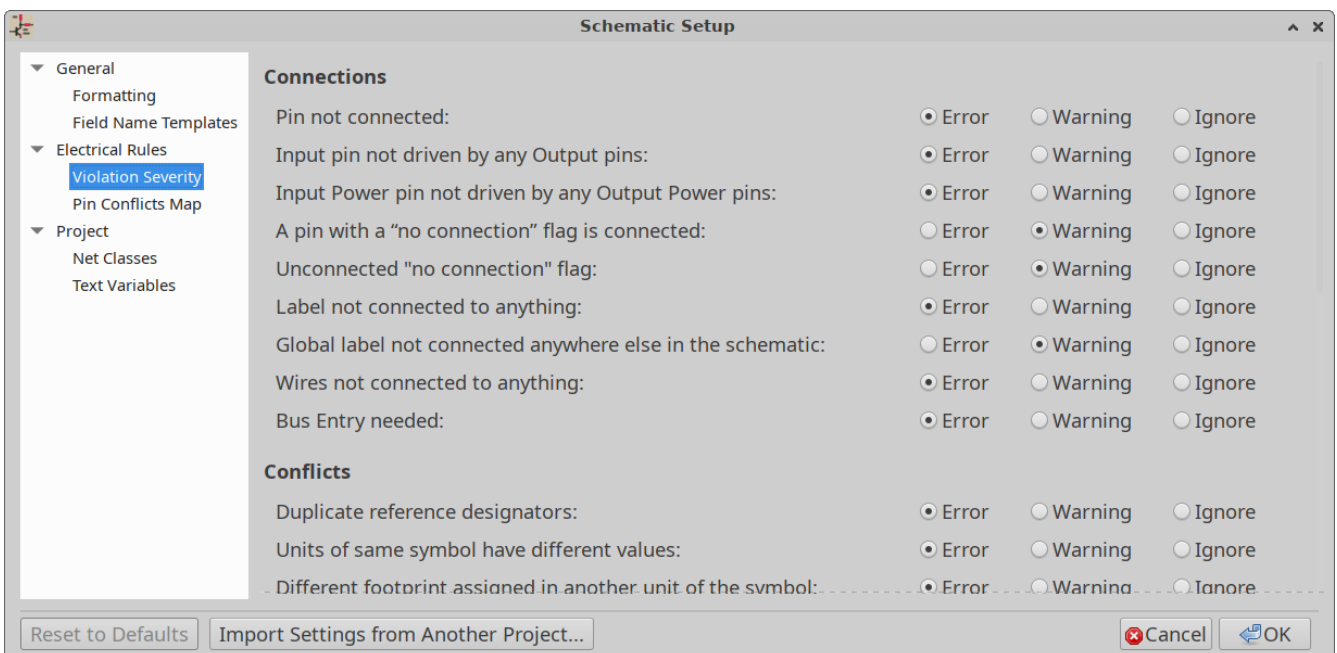 Schematic Setup
General
Formatting
Field Name Templates
Electrical Rules
Violation Severity
Pin Conflicts Map
Project
Net Classes
Text Variables
Connections
Pin not connected: Error Warning Ignore
Input pin not driven by any Output pins: Error Warning Ignore
Input Power pin not driven by any Output Power pins: Error Warning Ignore
A pin with a “no connection” flag is connected: Error Warning Ignore
Unconnected "no connection" flag: Error Warning Ignore
Label not connected to anything: Error Warning Ignore
Global label not connected anywhere else in the schematic: Error Warning Ignore
Wires not connected to anything: Error Warning Ignore
Bus Entry needed: Error Warning Ignore
Conflicts
Duplicate reference designators: Error Warning Ignore
Units of same symbol have different values: Error Warning Ignore
Different footprint assigned in another unit of the symbol: Error Warning Ignore
Reset to Defaults Import Settings from Another Project... Cancel OK